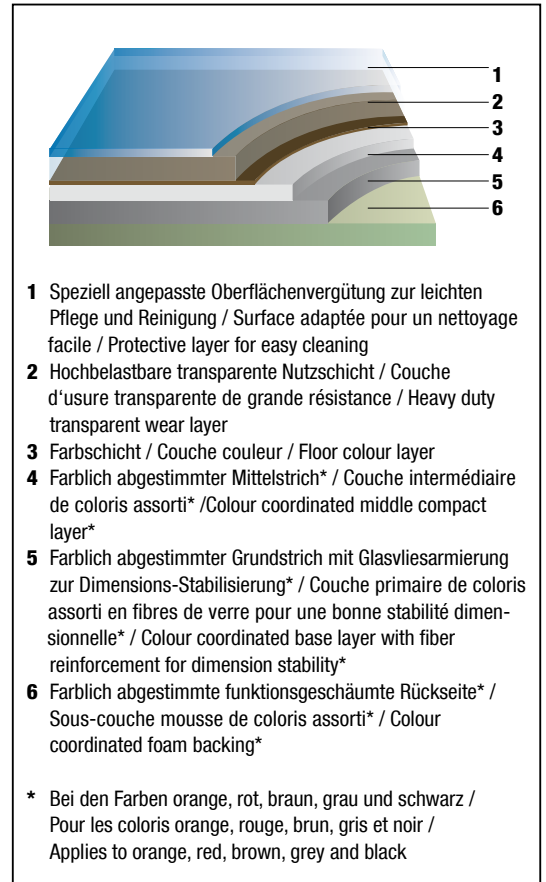 1
2
3
4
5
6
1 Speziell angepasste Oberflächenvergütung zur leichten
Pflege und Reinigung / Surface adaptée pour un nettoyage
facile / Protective layer for easy cleaning
2 Hochbelastbare transparente Nutzschicht / Couche
d‘usure transparente de grande résistance / Heavy duty
transparent wear layer
3 Farbschicht / Couche couleur / Floor colour layer
4 Farblich abgestimmter Mittelstrich* / Couche intermédiaire
de coloris assorti* /Colour coordinated middle compact
layer*
5 Farblich abgestimmter Grundstrich mit Glasvliesarmierung
zur Dimensions-Stabilisierung* / Couche primaire de coloris
assorti en fibres de verre pour une bonne stabilité dimen-
sionnelle* / Colour coordinated base layer with fiber
reinforcement for dimension stability*
6 Farblich abgestimmte funktionsgeschäumte Rückseite* /
Sous-couche mousse de coloris assorti* / Colour
coordinated foam backing*
* Bei den Farben orange, rot, braun, grau und schwarz /
Pour les coloris orange, rouge, brun, gris et noir /
Applies to orange, red, brown, grey and black